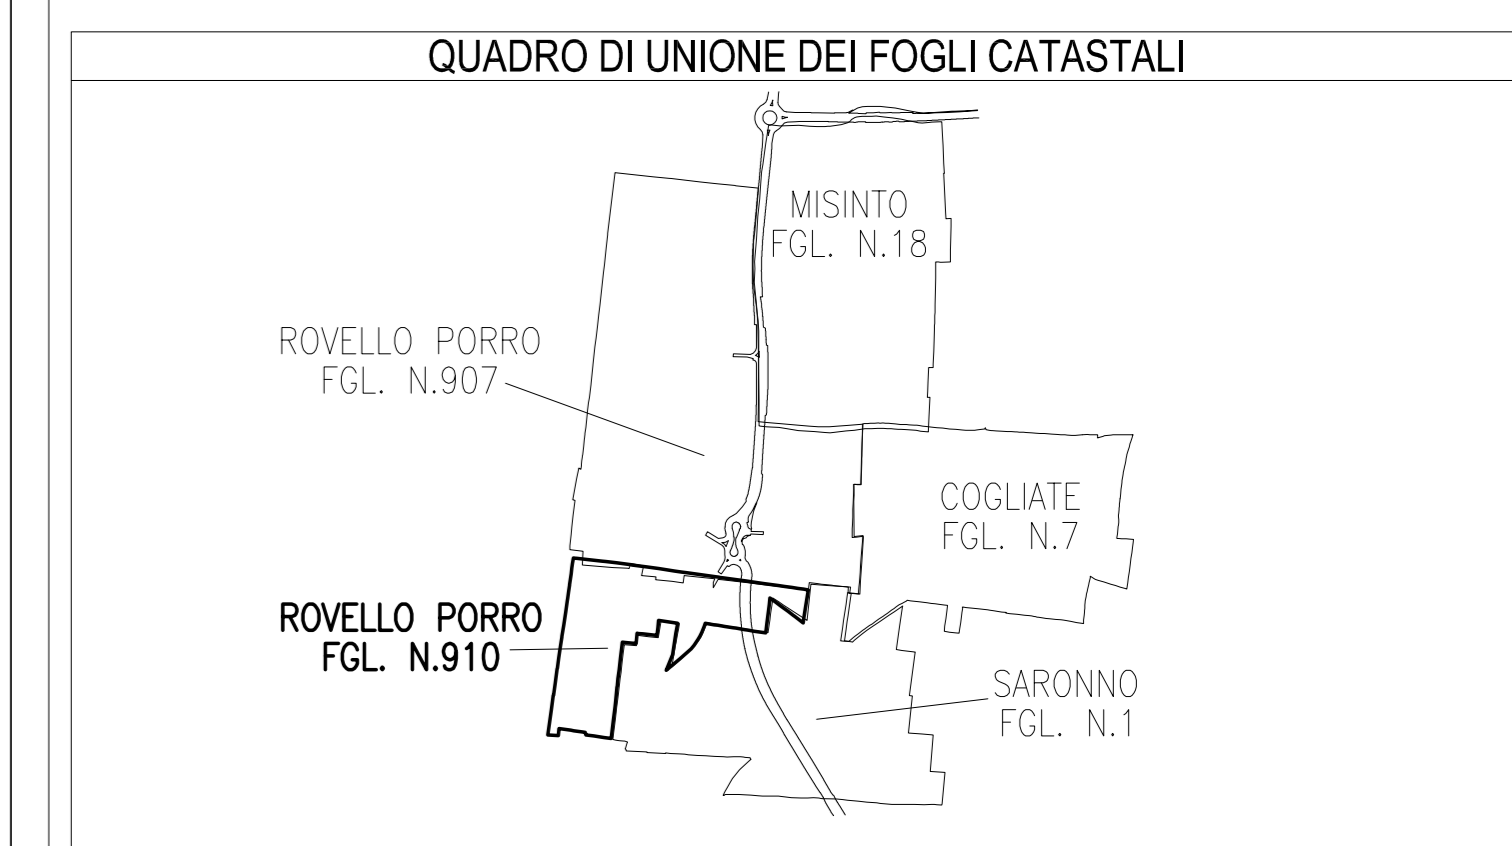 QUADRO DI UNIONE DEI FOGLI CATASTALI
MISINTO
FGL. N.18
ROVELLO PORRO
FGL. N.907
COGLIATE
FGL. N.7
ROVELLO PORRO
FGL. N.910
SARONNO
FGL. N.1